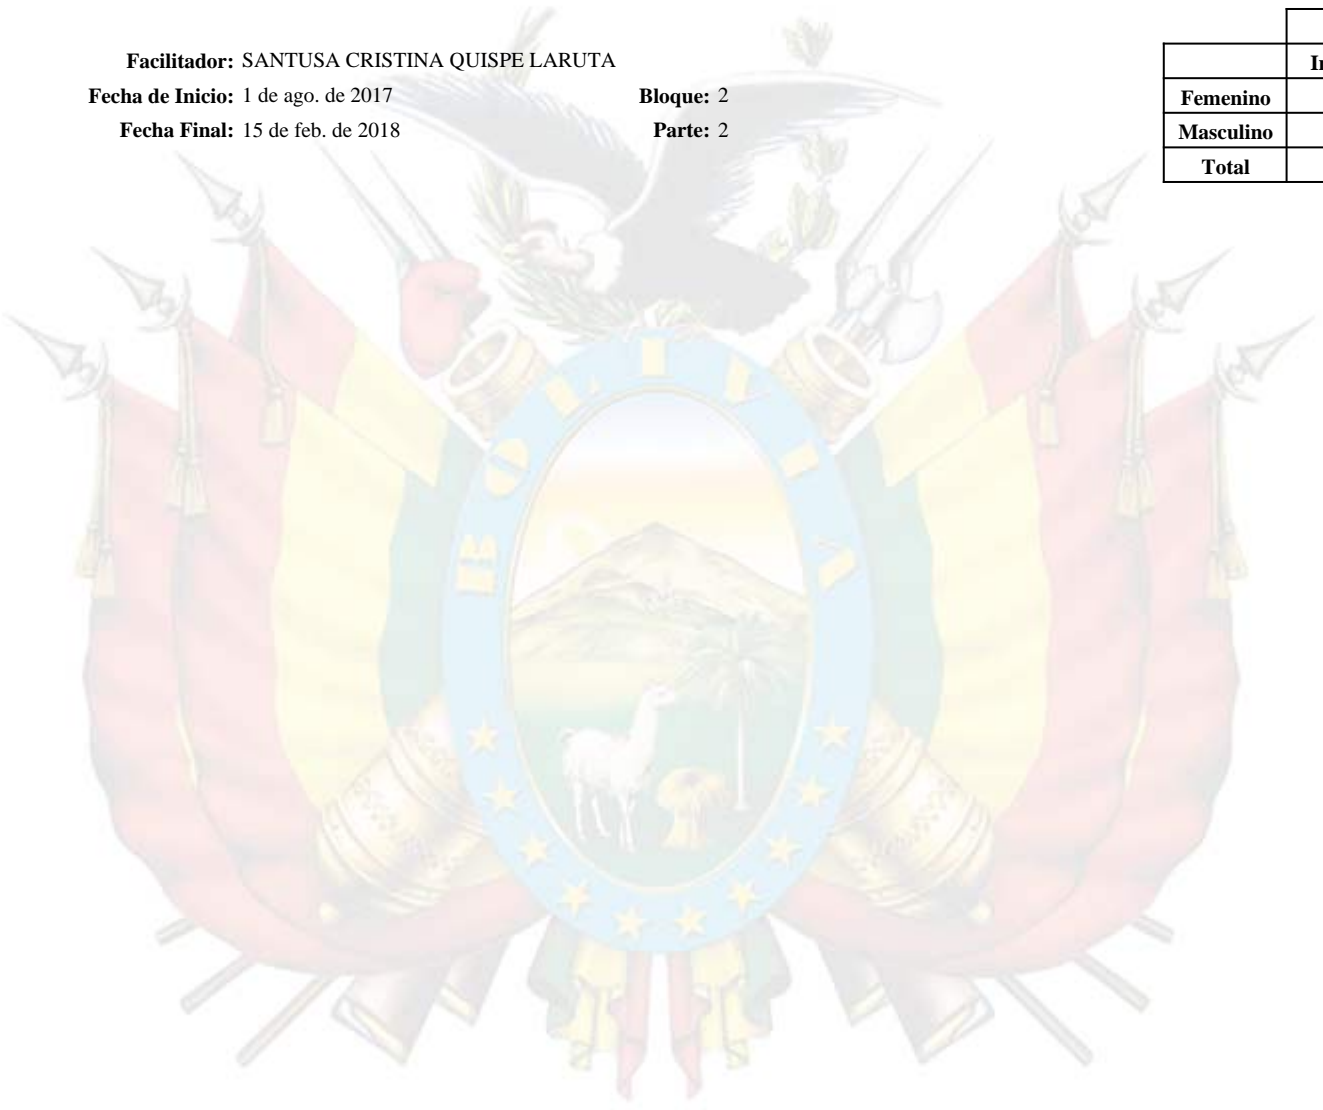 Facilitador: SANTUSA CRISTINA QUISPE LARUTA
Fecha de Inicio: 1 de ago. de 2017 Bloque: 2
Fecha Final: 15 de feb. de 2018 Parte: 2
Femenino
Masculino
Total
BOLIVIA